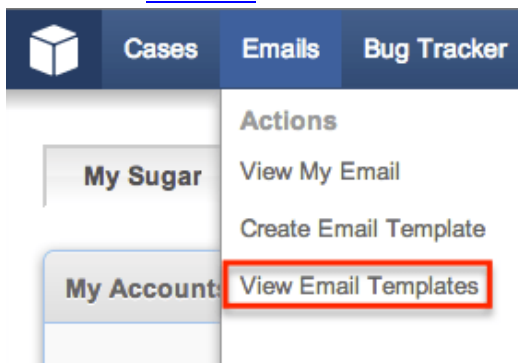 Cases Emails Bug Tracker
Actions
My Sugar View My Email
Create Email Template
My Accounts View Email Templates